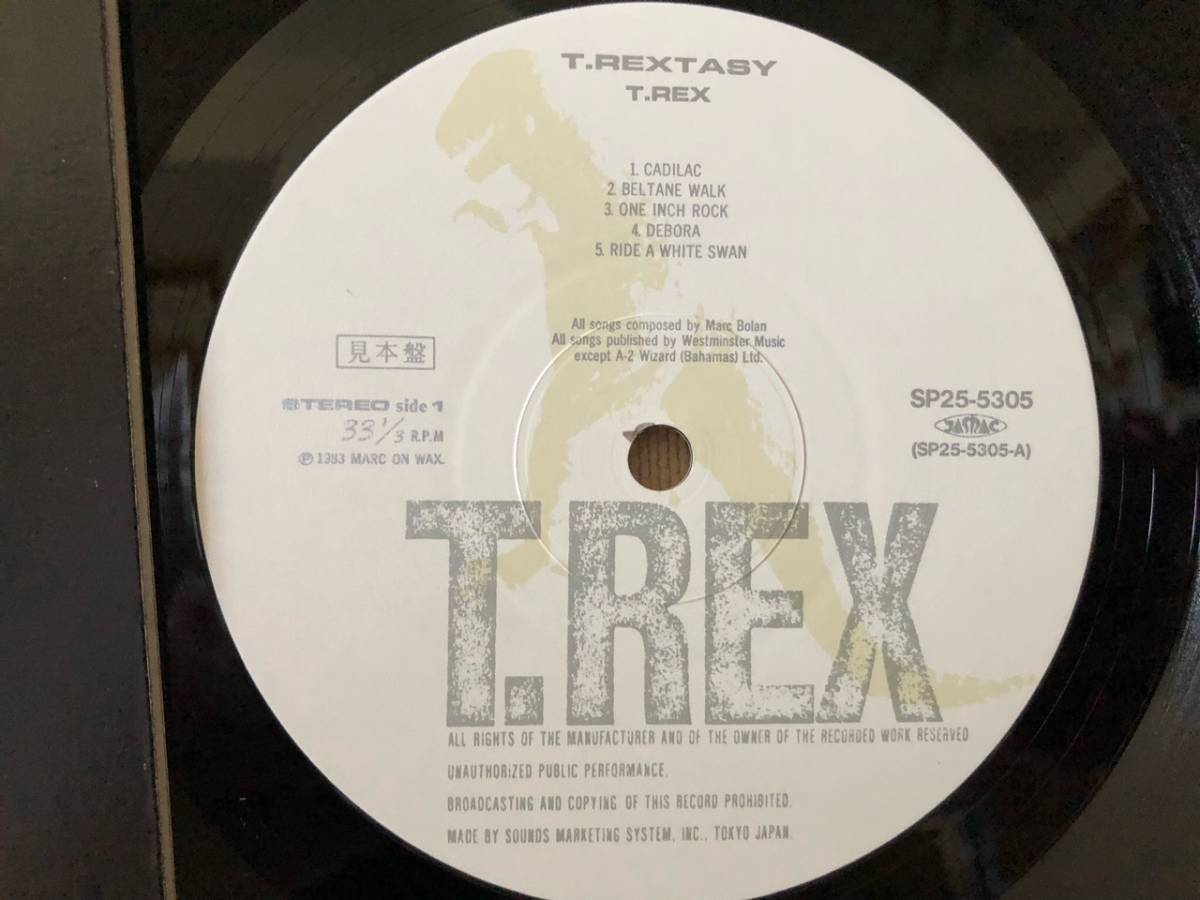 T.REXTASY
T.REX
1. CADILAC
2. BELTANE WALK
3. ONE INCH ROCK
4. DEBORA
5. RIDE A WHITE SWAN
All songs composed by Marc Bolan
All songs published by Westminster Music
except A-2 Wizard (Bahamas) Ltd.
見本盤
STEREO side 1
33 1/3 R.P.M
℗ 1983 MARC ON WAX.
SP25-5305
JASRAC
(SP25-5305-A)
T.REX
ALL RIGHTS OF THE MANUFACTURER AND OF THE OWNER OF THE RECORDED WORK RESERVED
UNAUTHORIZED PUBLIC PERFORMANCE.
BROADCASTING AND COPYING OF THIS RECORD PROHIBITED.
MADE BY SOUNDS MARKETING SYSTEM, INC., TOKYO JAPAN.